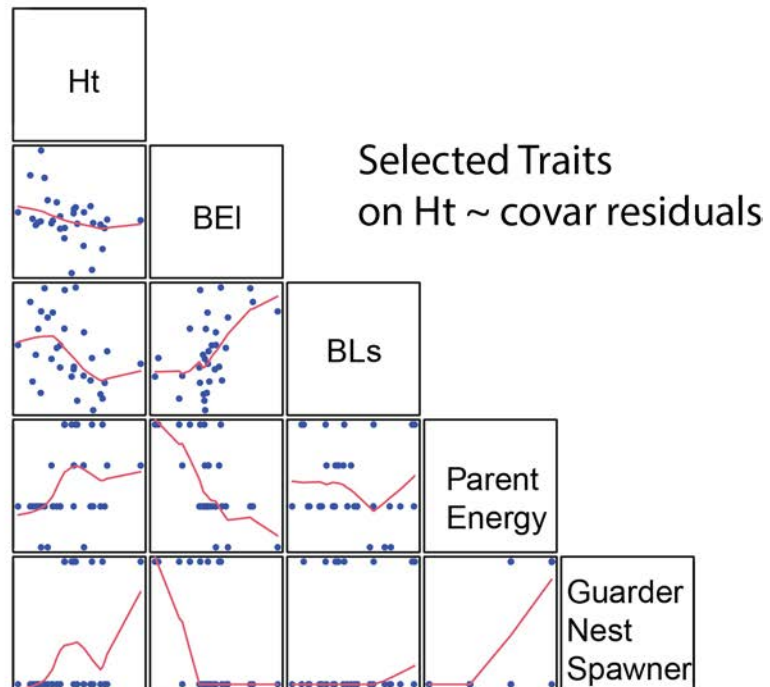 Ht
Selected Traits
on Ht ~ covar residuals
BEI
BLs
Parent
Energy
Guarder
Nest
Spawner